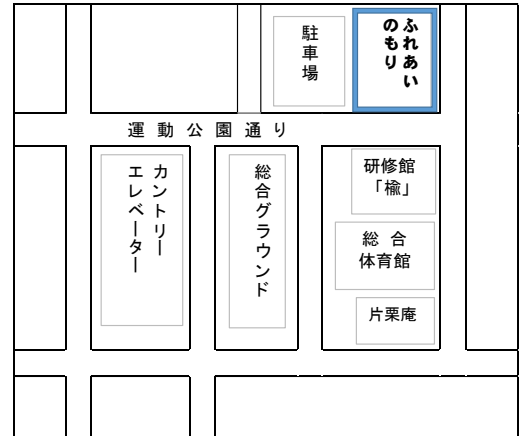 駐車場
ふれあい
のもり
運動公園通り
カントリー
エレベーター
総合グラウンド
研修館
「楡」
総合
体育館
片栗庵